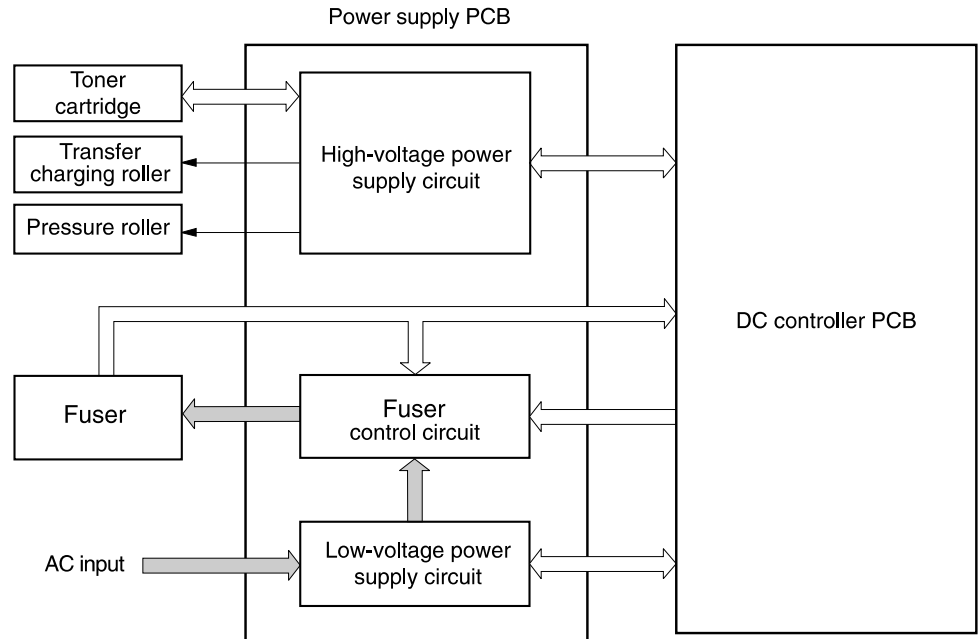 Power supply PCB
Toner
cartridge
Transfer
charging roller
Pressure roller
High-voltage power
supply circuit
DC controller PCB
Fuser
Fuser
control circuit
AC input
Low-voltage power
supply circuit